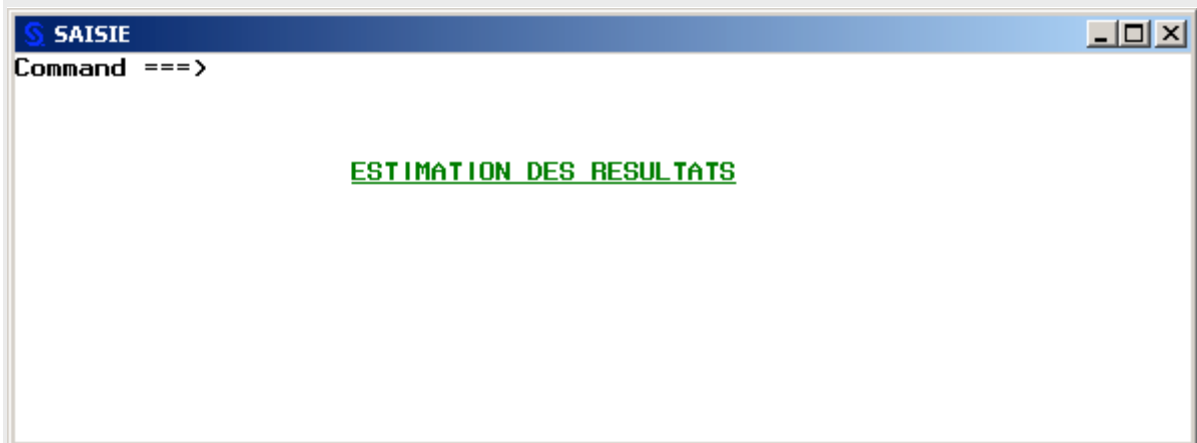 SAISIE
Command ===>
ESTIMATION DES RESULTATS